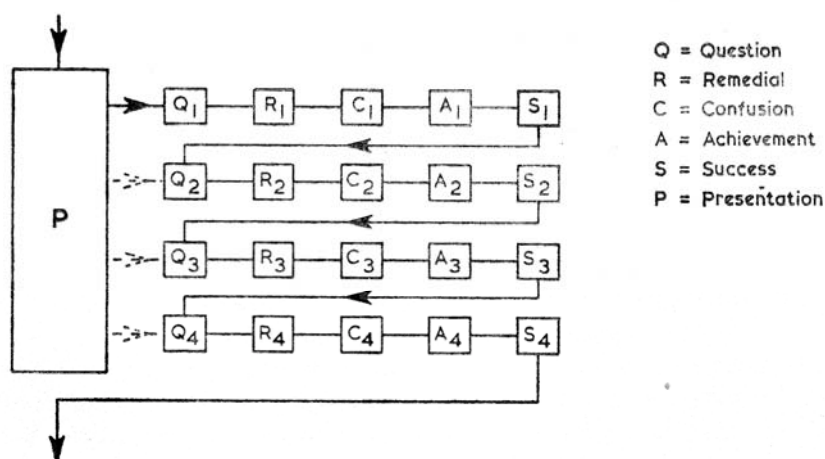 Q = Question
R = Remedial
C = Confusion
A = Achievement
S = Success
P = Presentation
P
Q1 R1 C1 A1 S1
Q2 R2 C2 A2 S2
Q3 R3 C3 A3 S3
Q4 R4 C4 A4 S4